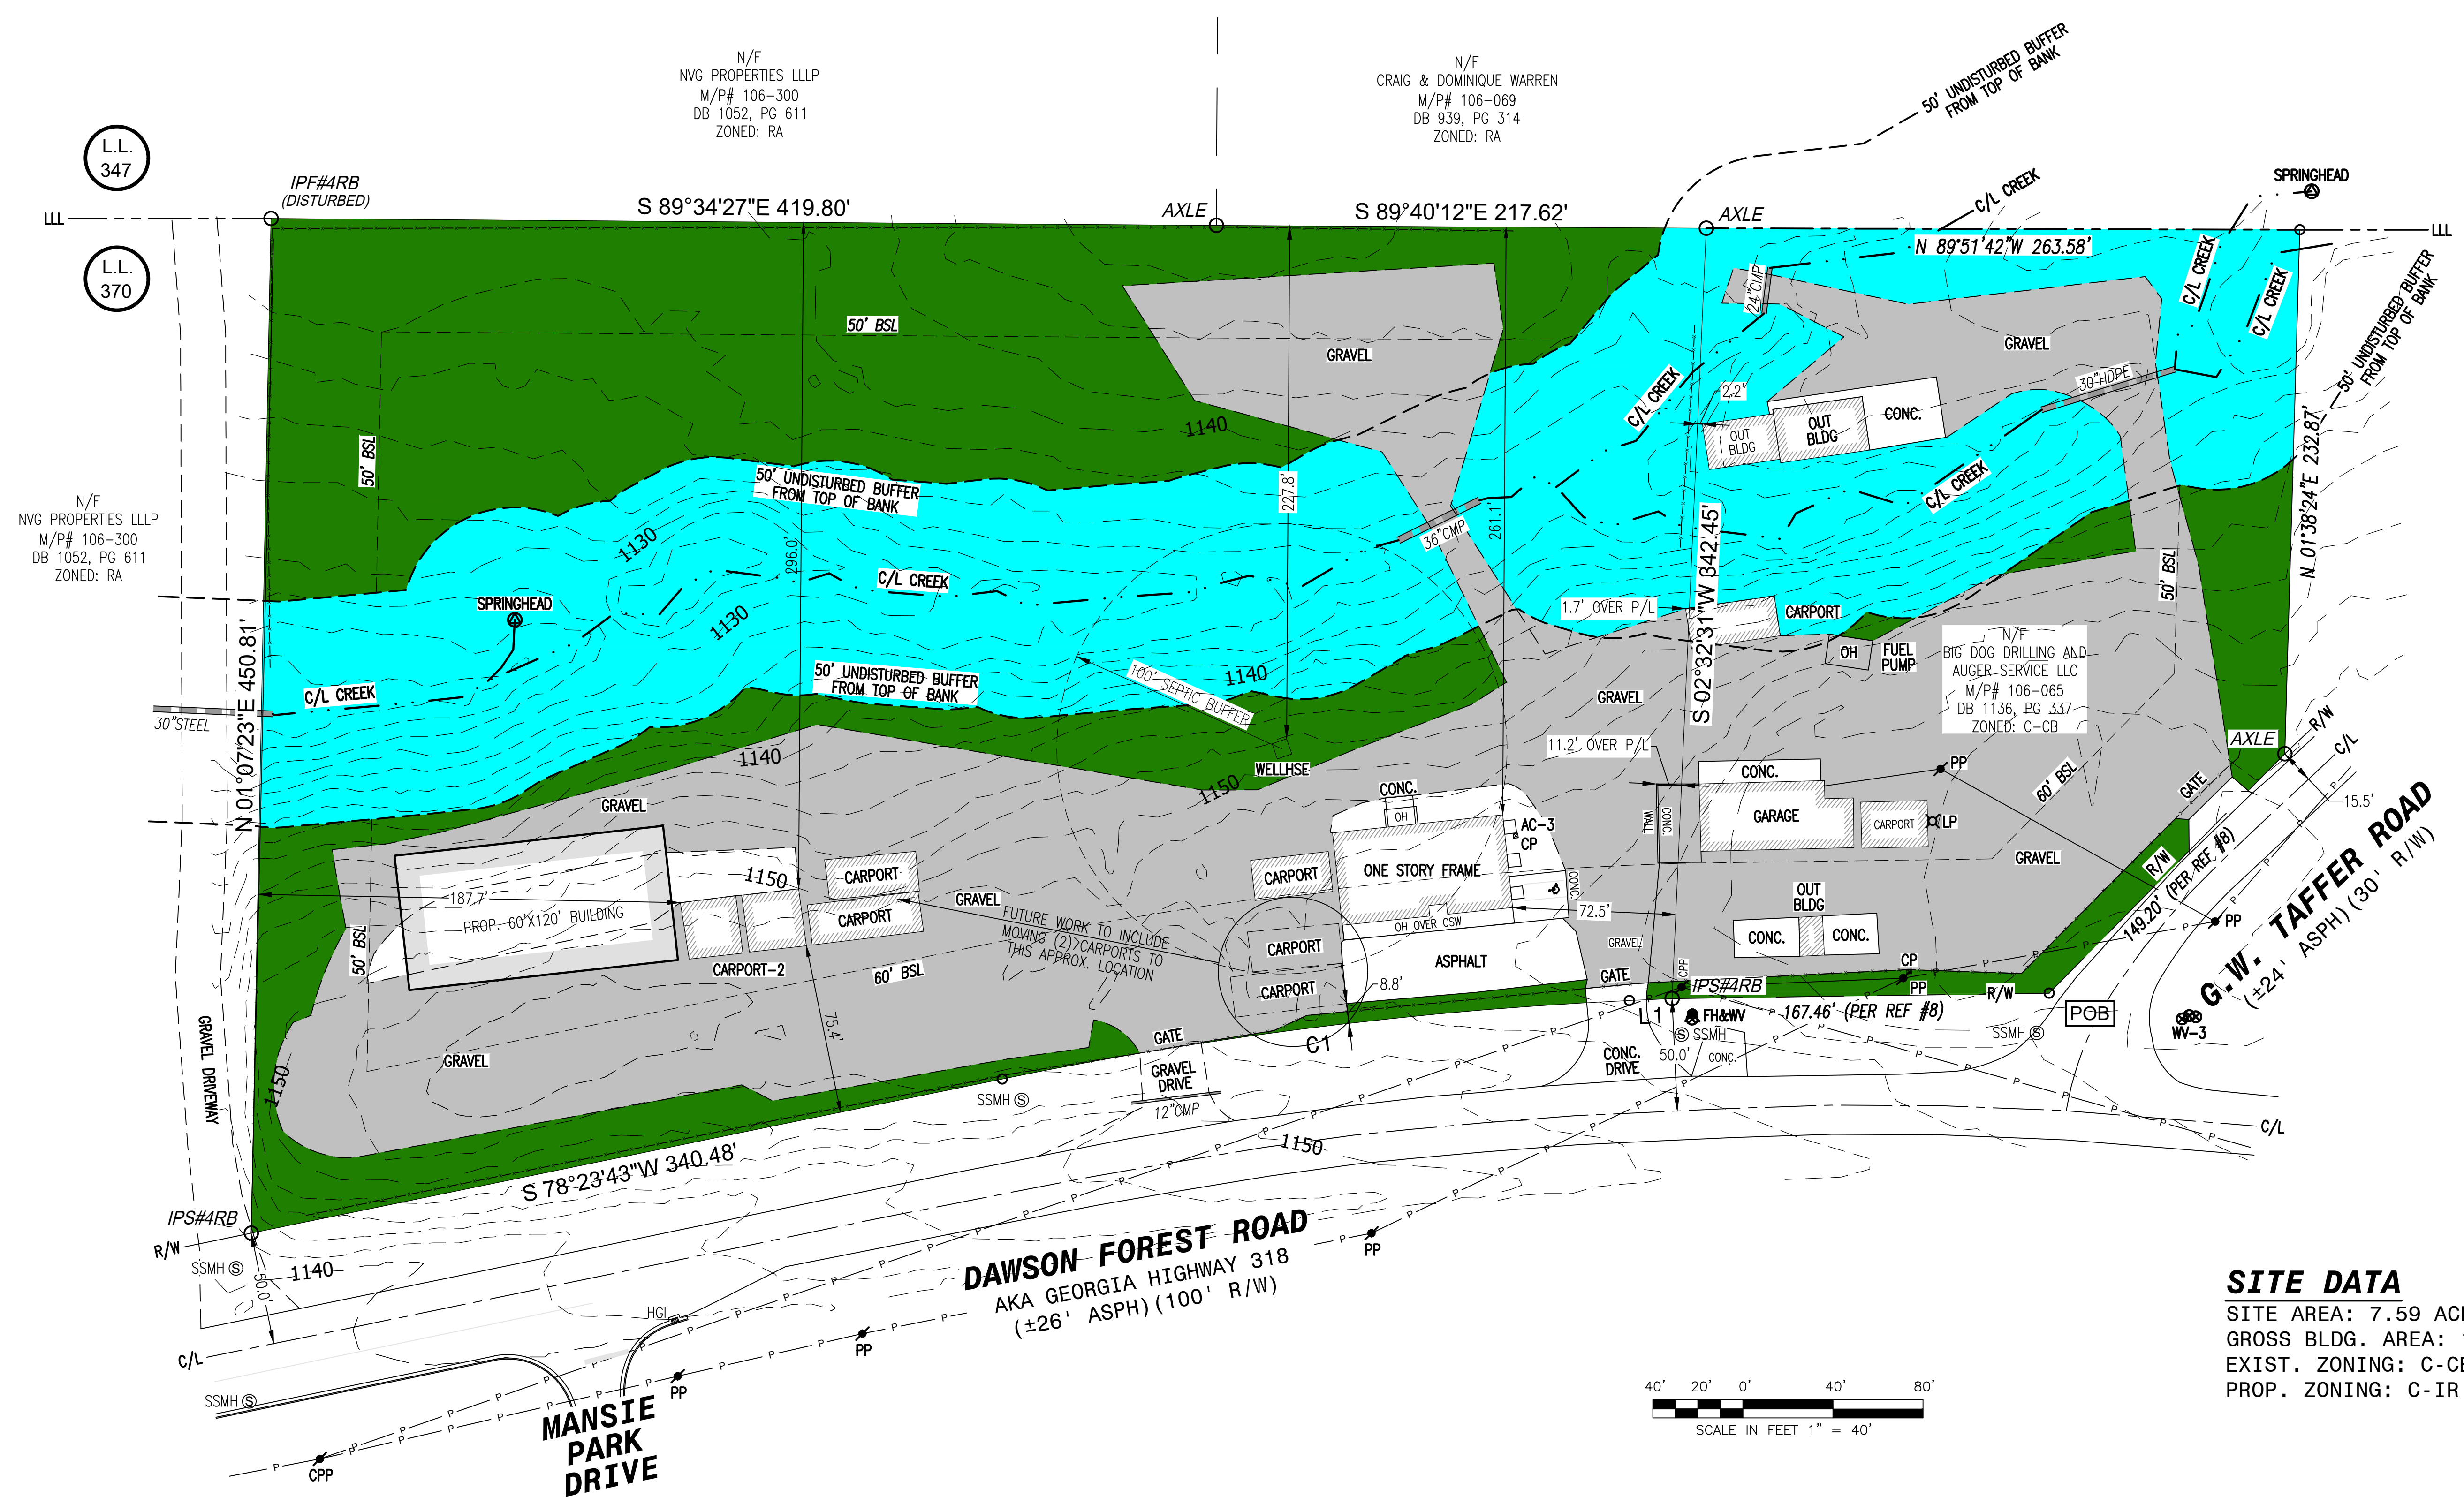 N/F
NVG PROPERTIES LLLP
M/P# 106-300
DB 1052, PG 611
ZONED: RA
N/F
CRAIG & DOMINIQUE WARREN
M/P# 106-069
DB 939, PG 314
ZONED: RA
50' UNDISTURBED BUFFER
FROM TOP OF BANK
L.L.
347
IPF#4RB
(DISTURBED)
LLL
S 89°34'27"E 419.80'
AXLE
S 89°40'12"E 217.62'
AXLE
C/L CREEK
SPRINGHEAD
N 89°51'42"W 263.58'
LLL
L.L.
370
24"CMP
C/L CREEK
C/L CREEK
50' UNDISTURBED BUFFER
FROM TOP OF BANK
50' BSL
GRAVEL
GRAVEL
30"HDPE
C/L CREEK
2.2'
OUT
BLDG
OUT
BLDG
CONC.
1140
50' BSL
N 01°38'24"E 232.87'
50' UNDISTURBED BUFFER
FROM TOP OF BANK
227.8'
C/L CREEK
N/F
NVG PROPERTIES LLLP
M/P# 106-300
DB 1052, PG 611
ZONED: RA
1130
296.0'
36"CMP
261.1'
S 02°32'31"W 342.45'
50' BSL
C/L CREEK
SPRINGHEAD
1130
1.7' OVER P/L
CARPORT
OH
FUEL
PUMP
N/F
BIG DOG DRILLING AND
AUGER SERVICE LLC
M/P# 106-065
DB 1136, PG 337
ZONED: C-CB
N 01°07'23"E 450.81'
C/L CREEK
30"STEEL
50' UNDISTURBED BUFFER
FROM TOP OF BANK
100' SEPTIC BUFFER
1140
GRAVEL
R/W
C/L
AXLE
1140
WELLHSE
1150
11.2' OVER P/L
PP
60' BSL
GATE
15.5'
GRAVEL
CONC.
OH
AC-3
CP
CONC.
WALL
CONC.
GARAGE
CARPORT
LP
G.W. TAFFER ROAD
(±24' ASPH)(30' R/W)
R/W
149.20' (PER REF #8)
GRAVEL
1150
CARPORT
CARPORT
ONE STORY FRAME
CONC.
187.7'
PROP. 60'X120' BUILDING
CARPORT
GRAVEL
FUTURE WORK TO INCLUDE
MOVING (2) CARPORTS TO
THIS APPROX. LOCATION
72.5'
OUT
BLDG
CONC.
CONC.
PP
OH OVER CSW
CARPORT
ASPHALT
GRAVEL
50' BSL
CARPORT-2
60' BSL
CARPORT
8.8'
GATE
CPP
IPS#4RB
CP
PP
R/W
POB
75.4'
L1
FH&WV
167.46' (PER REF #8)
SSMH
SSMH
WV-3
GRAVEL DRIVEWAY
GRAVEL
GATE
C1
CONC.
DRIVE
50.0'
CONC.
1150
GRAVEL
DRIVE
SSMH
12"CMP
1150
C/L
S 78°23'43"W 340.48'
IPS#4RB
R/W
SSMH
1140
50.0'
DAWSON FOREST ROAD
AKA GEORGIA HIGHWAY 318
(±26' ASPH)(100' R/W)
PP
HGI
PP
C/L
PP
SSMH
MANSIE
PARK
DRIVE
CPP
40' 20' 0' 40' 80'
SCALE IN FEET 1" = 40'
SITE DATA
SITE AREA: 7.59
GROSS BLDG. AREA:
EXIST. ZONING:
PROP. ZONING: C-IR